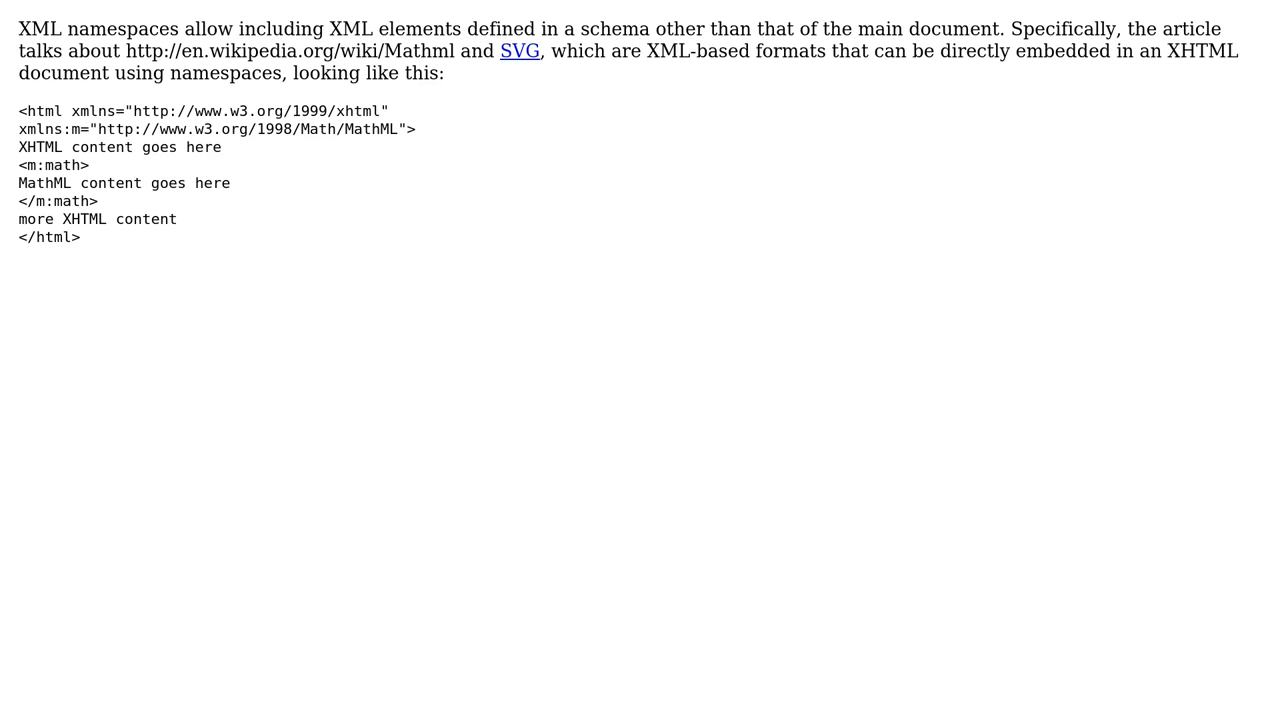 XML namespaces allow including XML elements defined in a schema other than that of the main document. Specifically, the article
talks about http://en.wikipedia.org/wiki/Mathml and SVG, which are XML-based formats that can be directly embedded in an XHTML
document using namespaces, looking like this:
<html xmlns="http://www.w3.org/1999/xhtml"
xmlns:m="http://www.w3.org/1998/Math/MathML">
XHTML content goes here
<m:math>
MathML content goes here
</m:math>
more XHTML content
</html>